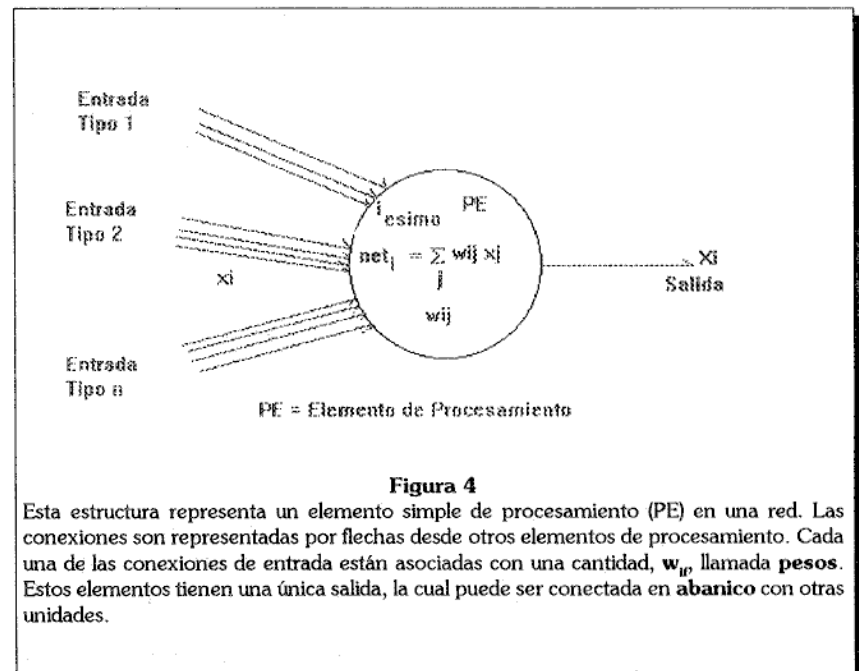 Entrada
Tipo 1
Entrada
Tipo 2
xi
Entrada
Tipo n
i esimo PE
net_i = Σ wij xj
j
wij
Xi
Salida
PE = Elemento de Procesamiento
Figura 4
Esta estructura representa un elemento simple de procesamiento (PE) en una red. Las
conexiones son representadas por flechas desde otros elementos de procesamiento. Cada
una de las conexiones de entrada están asociadas con una cantidad, w_ij, llamada pesos.
Estos elementos tienen una única salida, la cual puede ser conectada en abanico con otras
unidades.